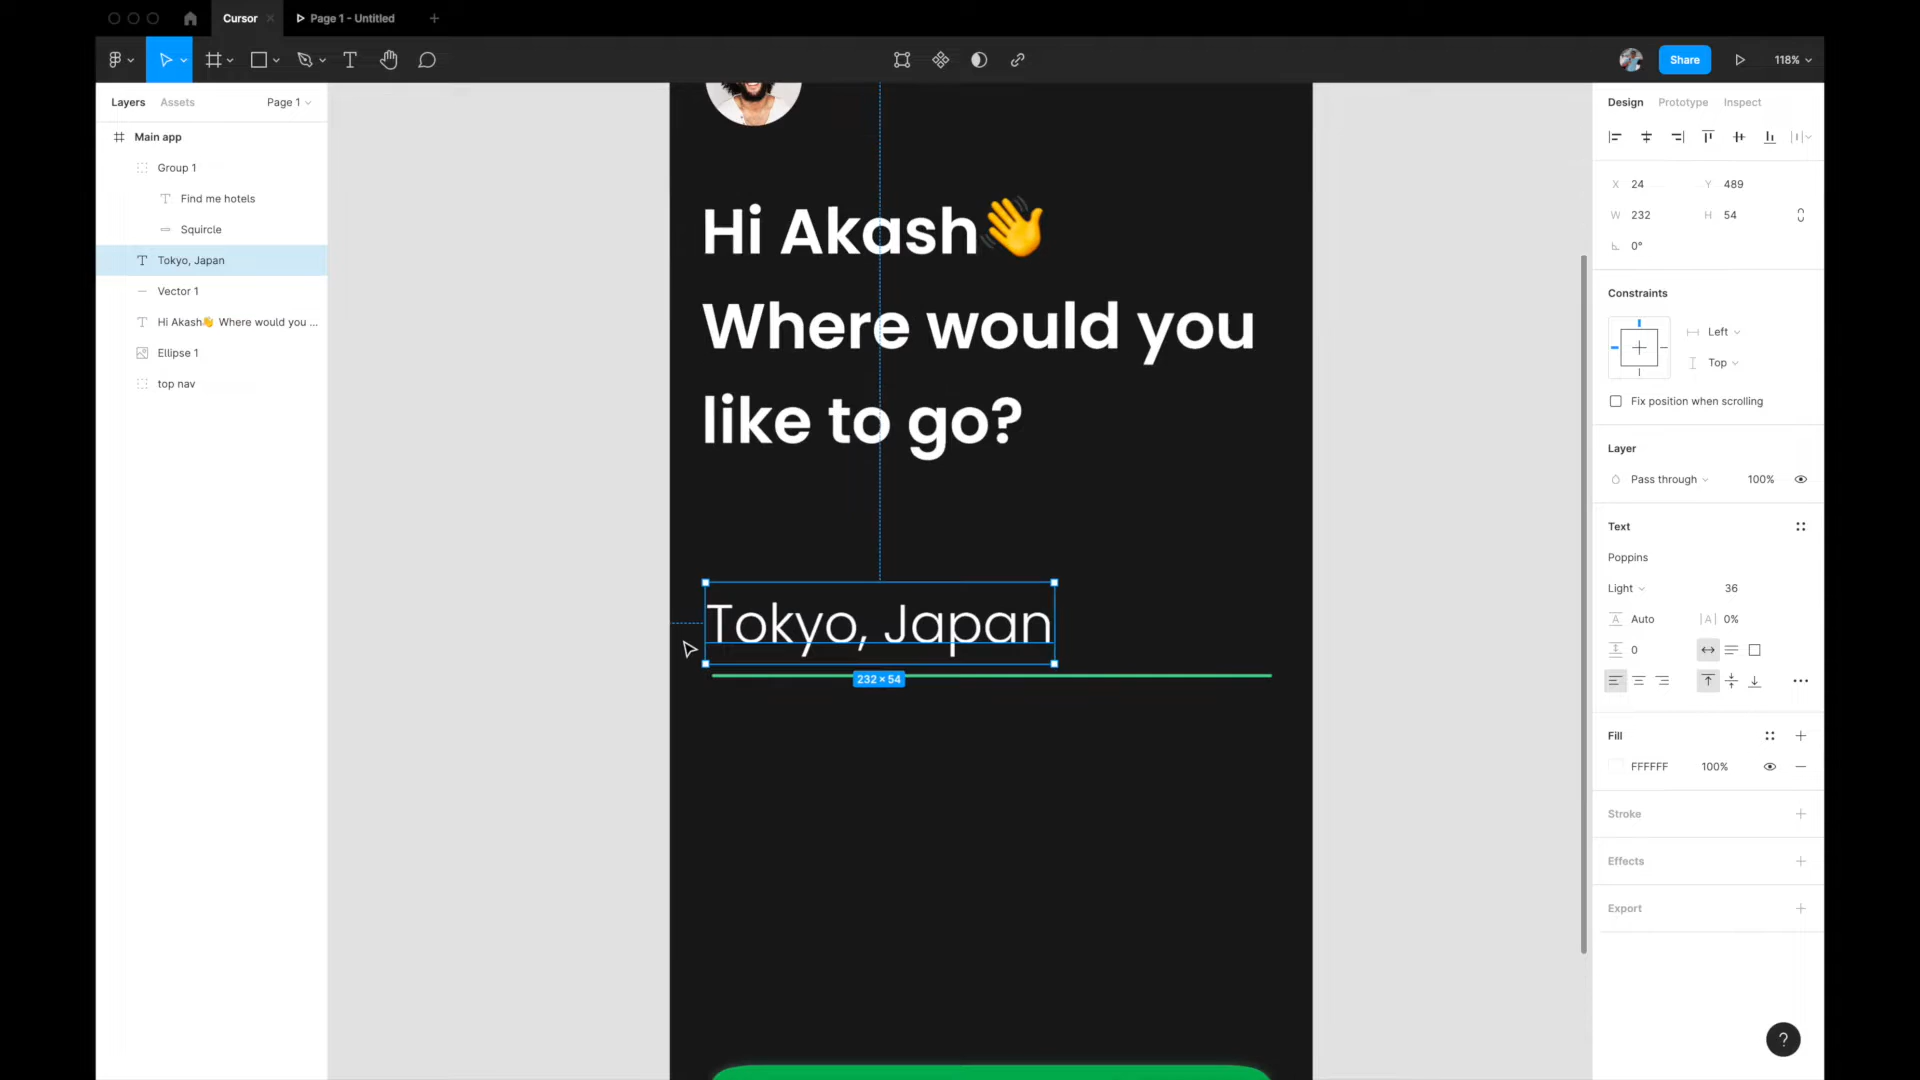 Cursor
Page 1 - Untitled
Share
118%
Layers
Assets
Page 1
Main app
Group 1
Find me hotels
Squircle
Tokyo, Japan
Vector 1
Hi Akash👋 Where would you ...
Ellipse 1
top nav
Hi Akash👋
Where would you
like to go?
Tokyo, Japan
232 × 54
Design
Prototype
Inspect
X 24
Y 489
W 232
H 54
0°
Constraints
Left
Top
Fix position when scrolling
Layer
Pass through
100%
Text
Poppins
Light
36
A Auto
|A| 0%
0
Fill
FFFFFF
100%
Stroke
Effects
Export
?